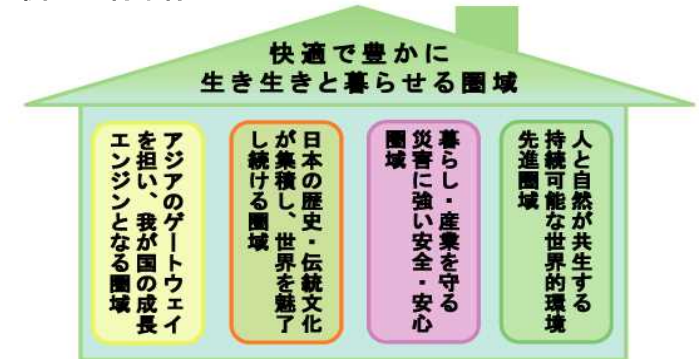 快適で豊かに
生き生きと暮らせる圏域
アジアのゲートウェイ
を担い、我が国の成長
エンジンとなる圏域
日本の歴史・伝統文化
が集積し、世界を魅了
し続ける圏域
暮らし・産業を守る
災害に強い安全・安心
圏域
人と自然が共生する
持続可能な世界的環境
先進圏域